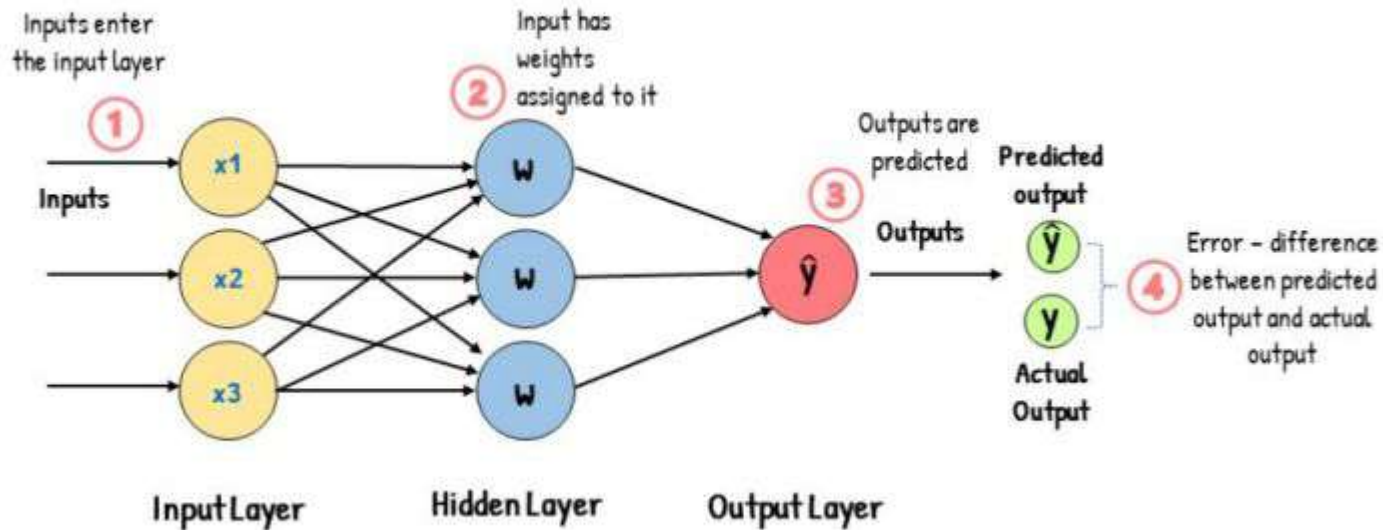 Inputs enter
the input layer
1
Inputs
x1
x2
x3
Input Layer
2
Input has
weights
assigned to it
w
w
w
Hidden Layer
3
Outputs are
predicted
ŷ
Outputs
Output Layer
Predicted
output
ŷ
y
Actual
Output
4
Error – difference
between predicted
output and actual
output